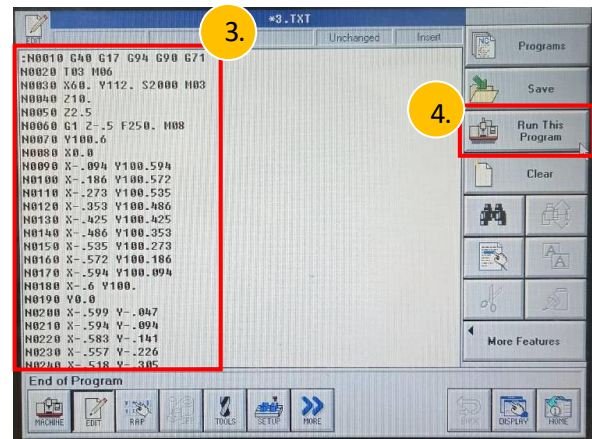 *3.TXT
3.
EDIT
Unchanged
Insert
:N0010 G40 G17 G94 G90 G71
N0020 T03 M06
N0030 X60. Y112. S2000 M03
N0040 Z10.
N0050 Z2.5
N0060 G1 Z-.5 F250. M08
N0070 Y100.6
N0080 X0.0
N0090 X-.094 Y100.594
N0100 X-.186 Y100.572
N0110 X-.273 Y100.535
N0120 X-.353 Y100.486
N0130 X-.425 Y100.425
N0140 X-.486 Y100.353
N0150 X-.535 Y100.273
N0160 X-.572 Y100.186
N0170 X-.594 Y100.094
N0180 X-.6 Y100.
N0190 Y0.0
N0200 X-.599 Y-.047
N0210 X-.594 Y-.094
N0220 X-.583 Y-.141
N0230 X-.557 Y-.226
N0240 X-.518 Y-.305
NC
Programs
Save
4.
Run This
Program
Clear
More Features
End of Program
MACHINE
EDIT
RAP
TOOLS
SETUP
MORE
BACK
DISPLAY
HOME